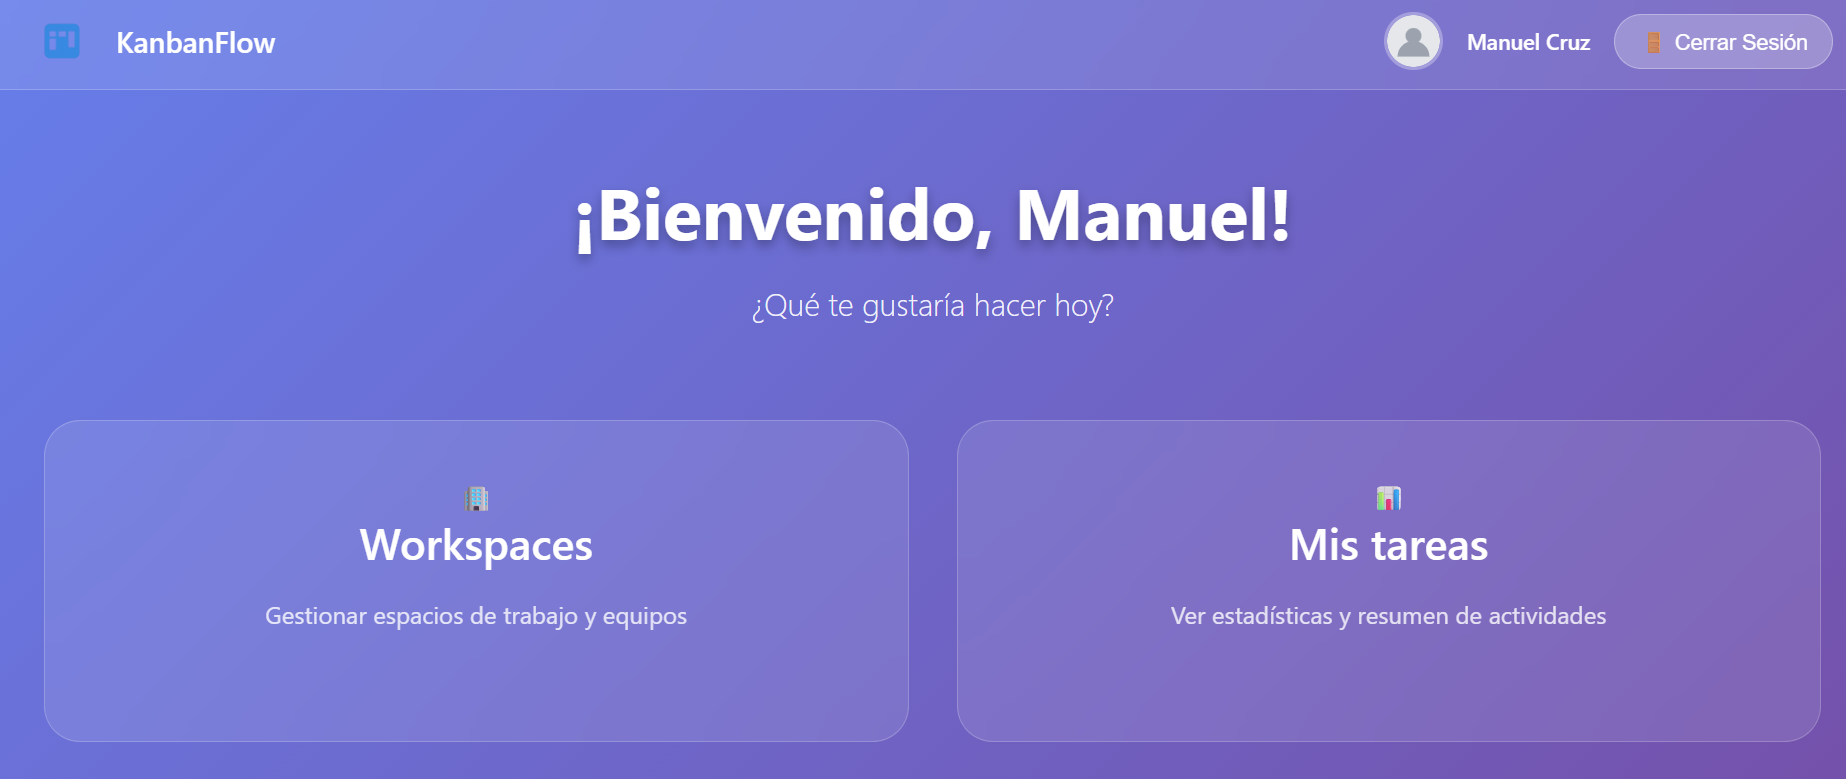 KanbanFlow
Manuel Cruz
Cerrar Sesión
¡Bienvenido, Manuel!
¿Qué te gustaría hacer hoy?
Workspaces
Gestionar espacios de trabajo y equipos
Mis tareas
Ver estadísticas y resumen de actividades